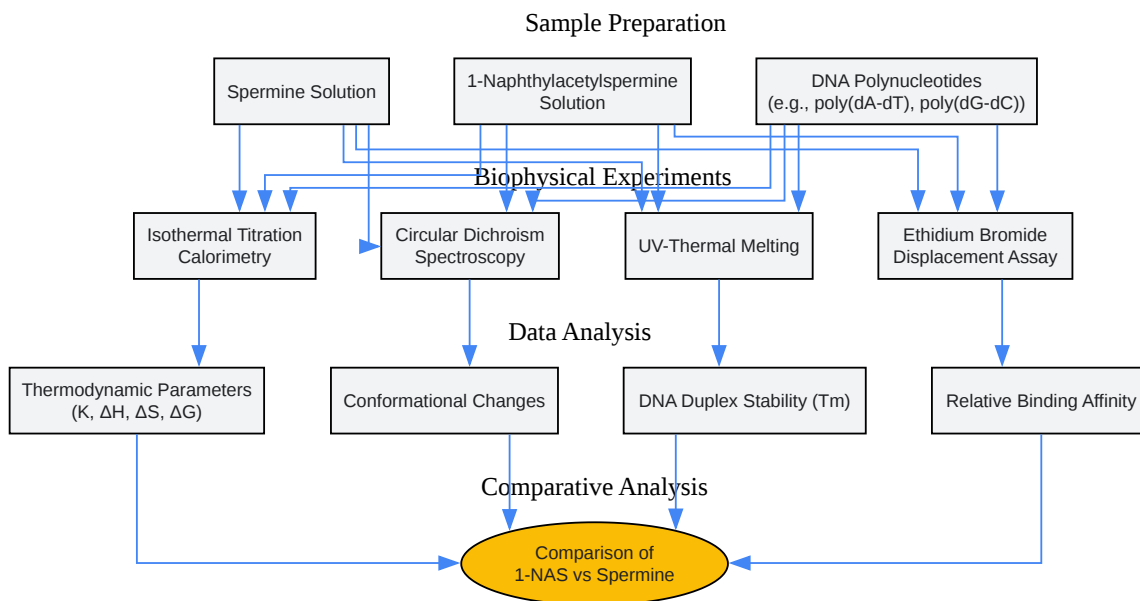 Sample Preparation
Spermine Solution
1-Naphthylacetylspermine
Solution
DNA Polynucleotides
(e.g., poly(dA-dT), poly(dG-dC))
Biophysical Experiments
Isothermal Titration
Calorimetry
Circular Dichroism
Spectroscopy
UV-Thermal Melting
Ethidium Bromide
Displacement Assay
Data Analysis
Thermodynamic Parameters
(K, ΔH, ΔS, ΔG)
Conformational Changes
DNA Duplex Stability (Tm)
Relative Binding Affinity
Comparative Analysis
Comparison of
1-NAS vs Spermine